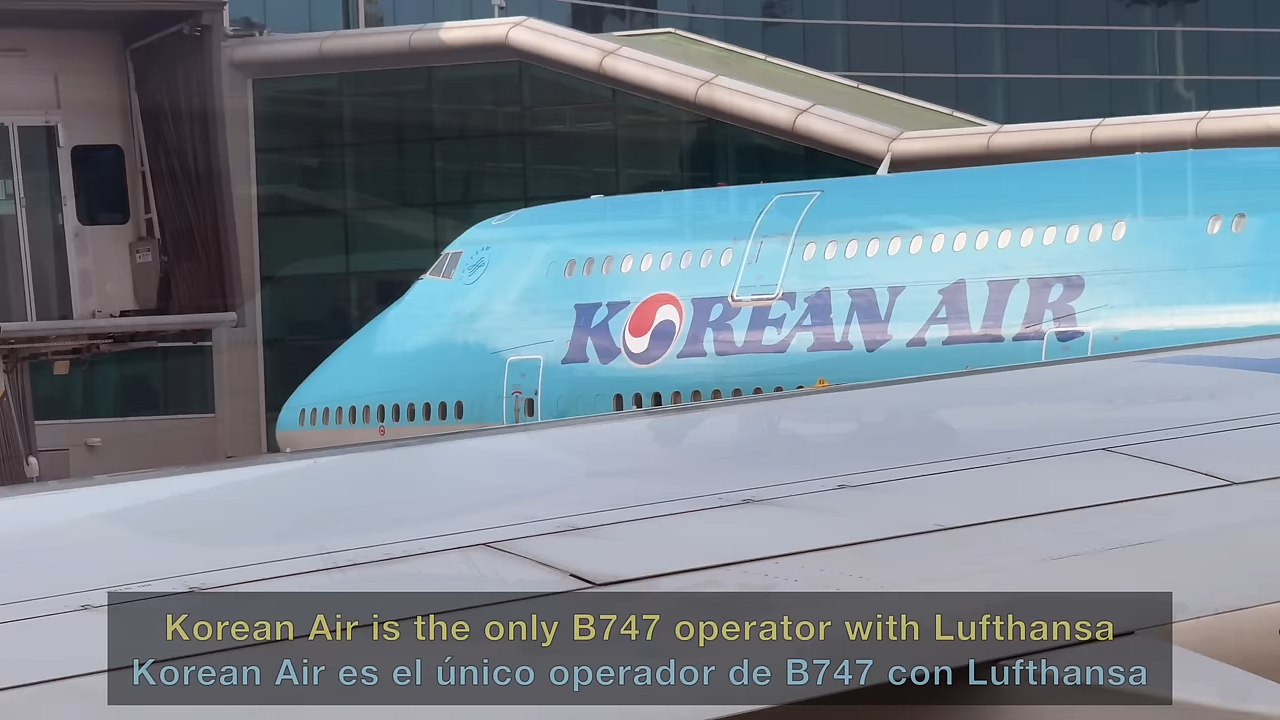 KOREAN AIR
Korean Air is the only B747 operator with Lufthansa
Korean Air es el único operador de B747 con Lufthansa